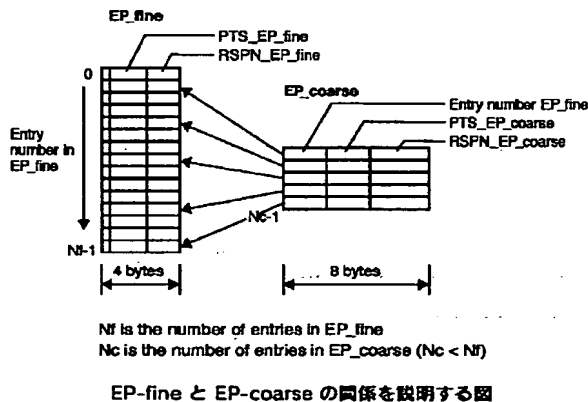 EP_fine
PTS_EP_fine
RSPN_EP_fine
0
EP_coarse
Entry number EP_fine
PTS_EP_coarse
RSPN_EP_coarse
Entry
number in
EP_fine
Nc-1
Nf-1
4 bytes
8 bytes
Nf is the number of entries in EP_fine
Nc is the number of entries in EP_coarse (Nc < Nf)
EP-fine と EP-coarse の関係を説明する図